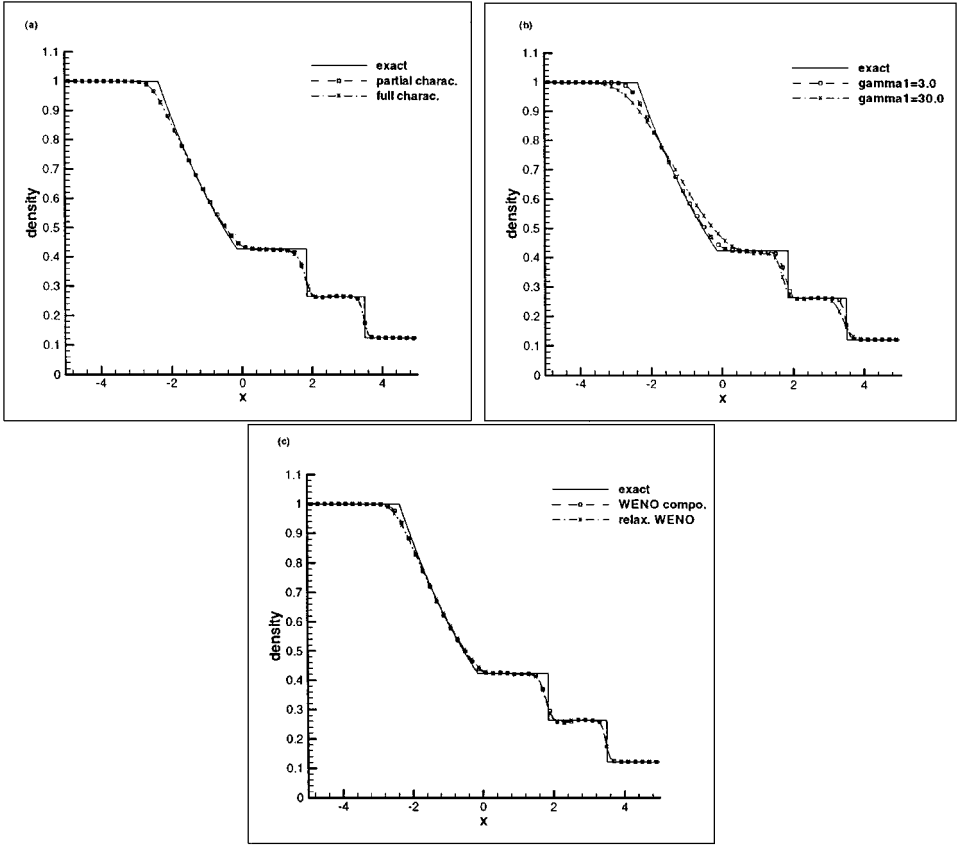 (a)
1.1
1
0.9
0.8
0.7
0.6
0.5
0.4
0.3
0.2
0.1
0
density
-4
-2
0
2
4
x
exact
partial charac.
full charac.
(b)
1.1
1
0.9
0.8
0.7
0.6
0.5
0.4
0.3
0.2
0.1
0
density
-4
-2
0
2
4
x
exact
gamma1=3.0
gamma1=30.0
(c)
1.1
1
0.9
0.8
0.7
0.6
0.5
0.4
0.3
0.2
0.1
0
density
-4
-2
0
2
4
x
exact
WENO compo.
relax. WENO